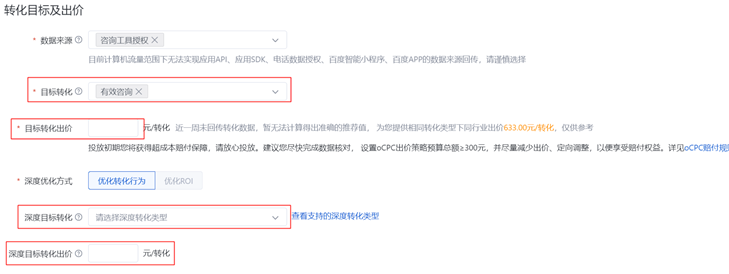 转化目标及出价
* 数据来源 ? 咨询工具授权 ×
目前计算机流量范围下无法实现应用API、应用SDK、电话数据授权、百度智能小程序、百度APP的数据来源回传，请谨慎选择
* 目标转化 ? 有效咨询 ×
* 目标转化出价 元/转化 近一周未回传转化数据，暂无法计算得出准确的推荐值， 为您提供相同转化类型下同行业出价633.00元/转化，仅供参考
投放初期您将获得超成本赔付保障，请放心投放。建议您尽快完成数据核对， 设置oCPC出价策略预算总额≥300元，并尽量减少出价、定向调整，以便享受赔付权益。详见oCPC赔付规
* 深度优化方式 优化转化行为 优化ROI
深度目标转化 ? 请选择深度转化类型 查看支持的深度转化类型
深度目标转化出价 ? 元/转化